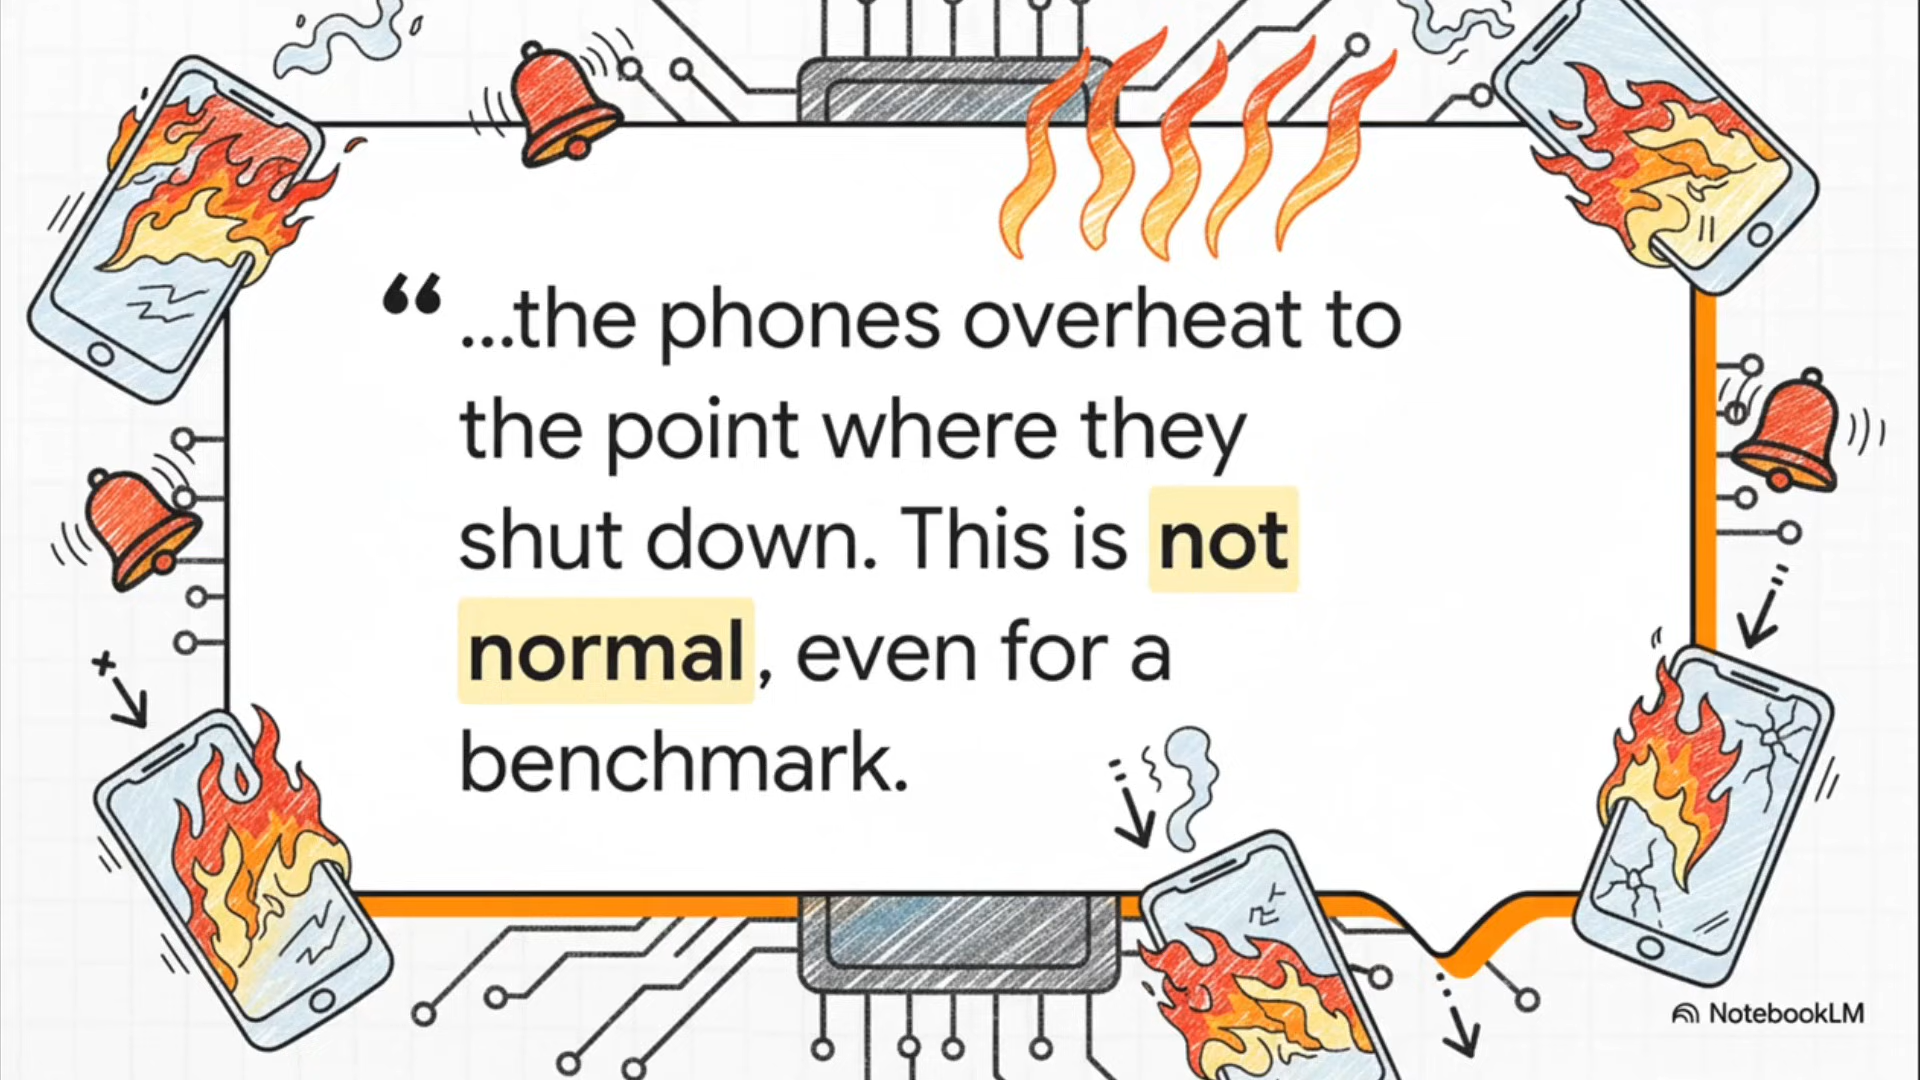 “ ...the phones overheat to
the point where they
shut down. This is not
normal, even for a
benchmark.
NotebookLM